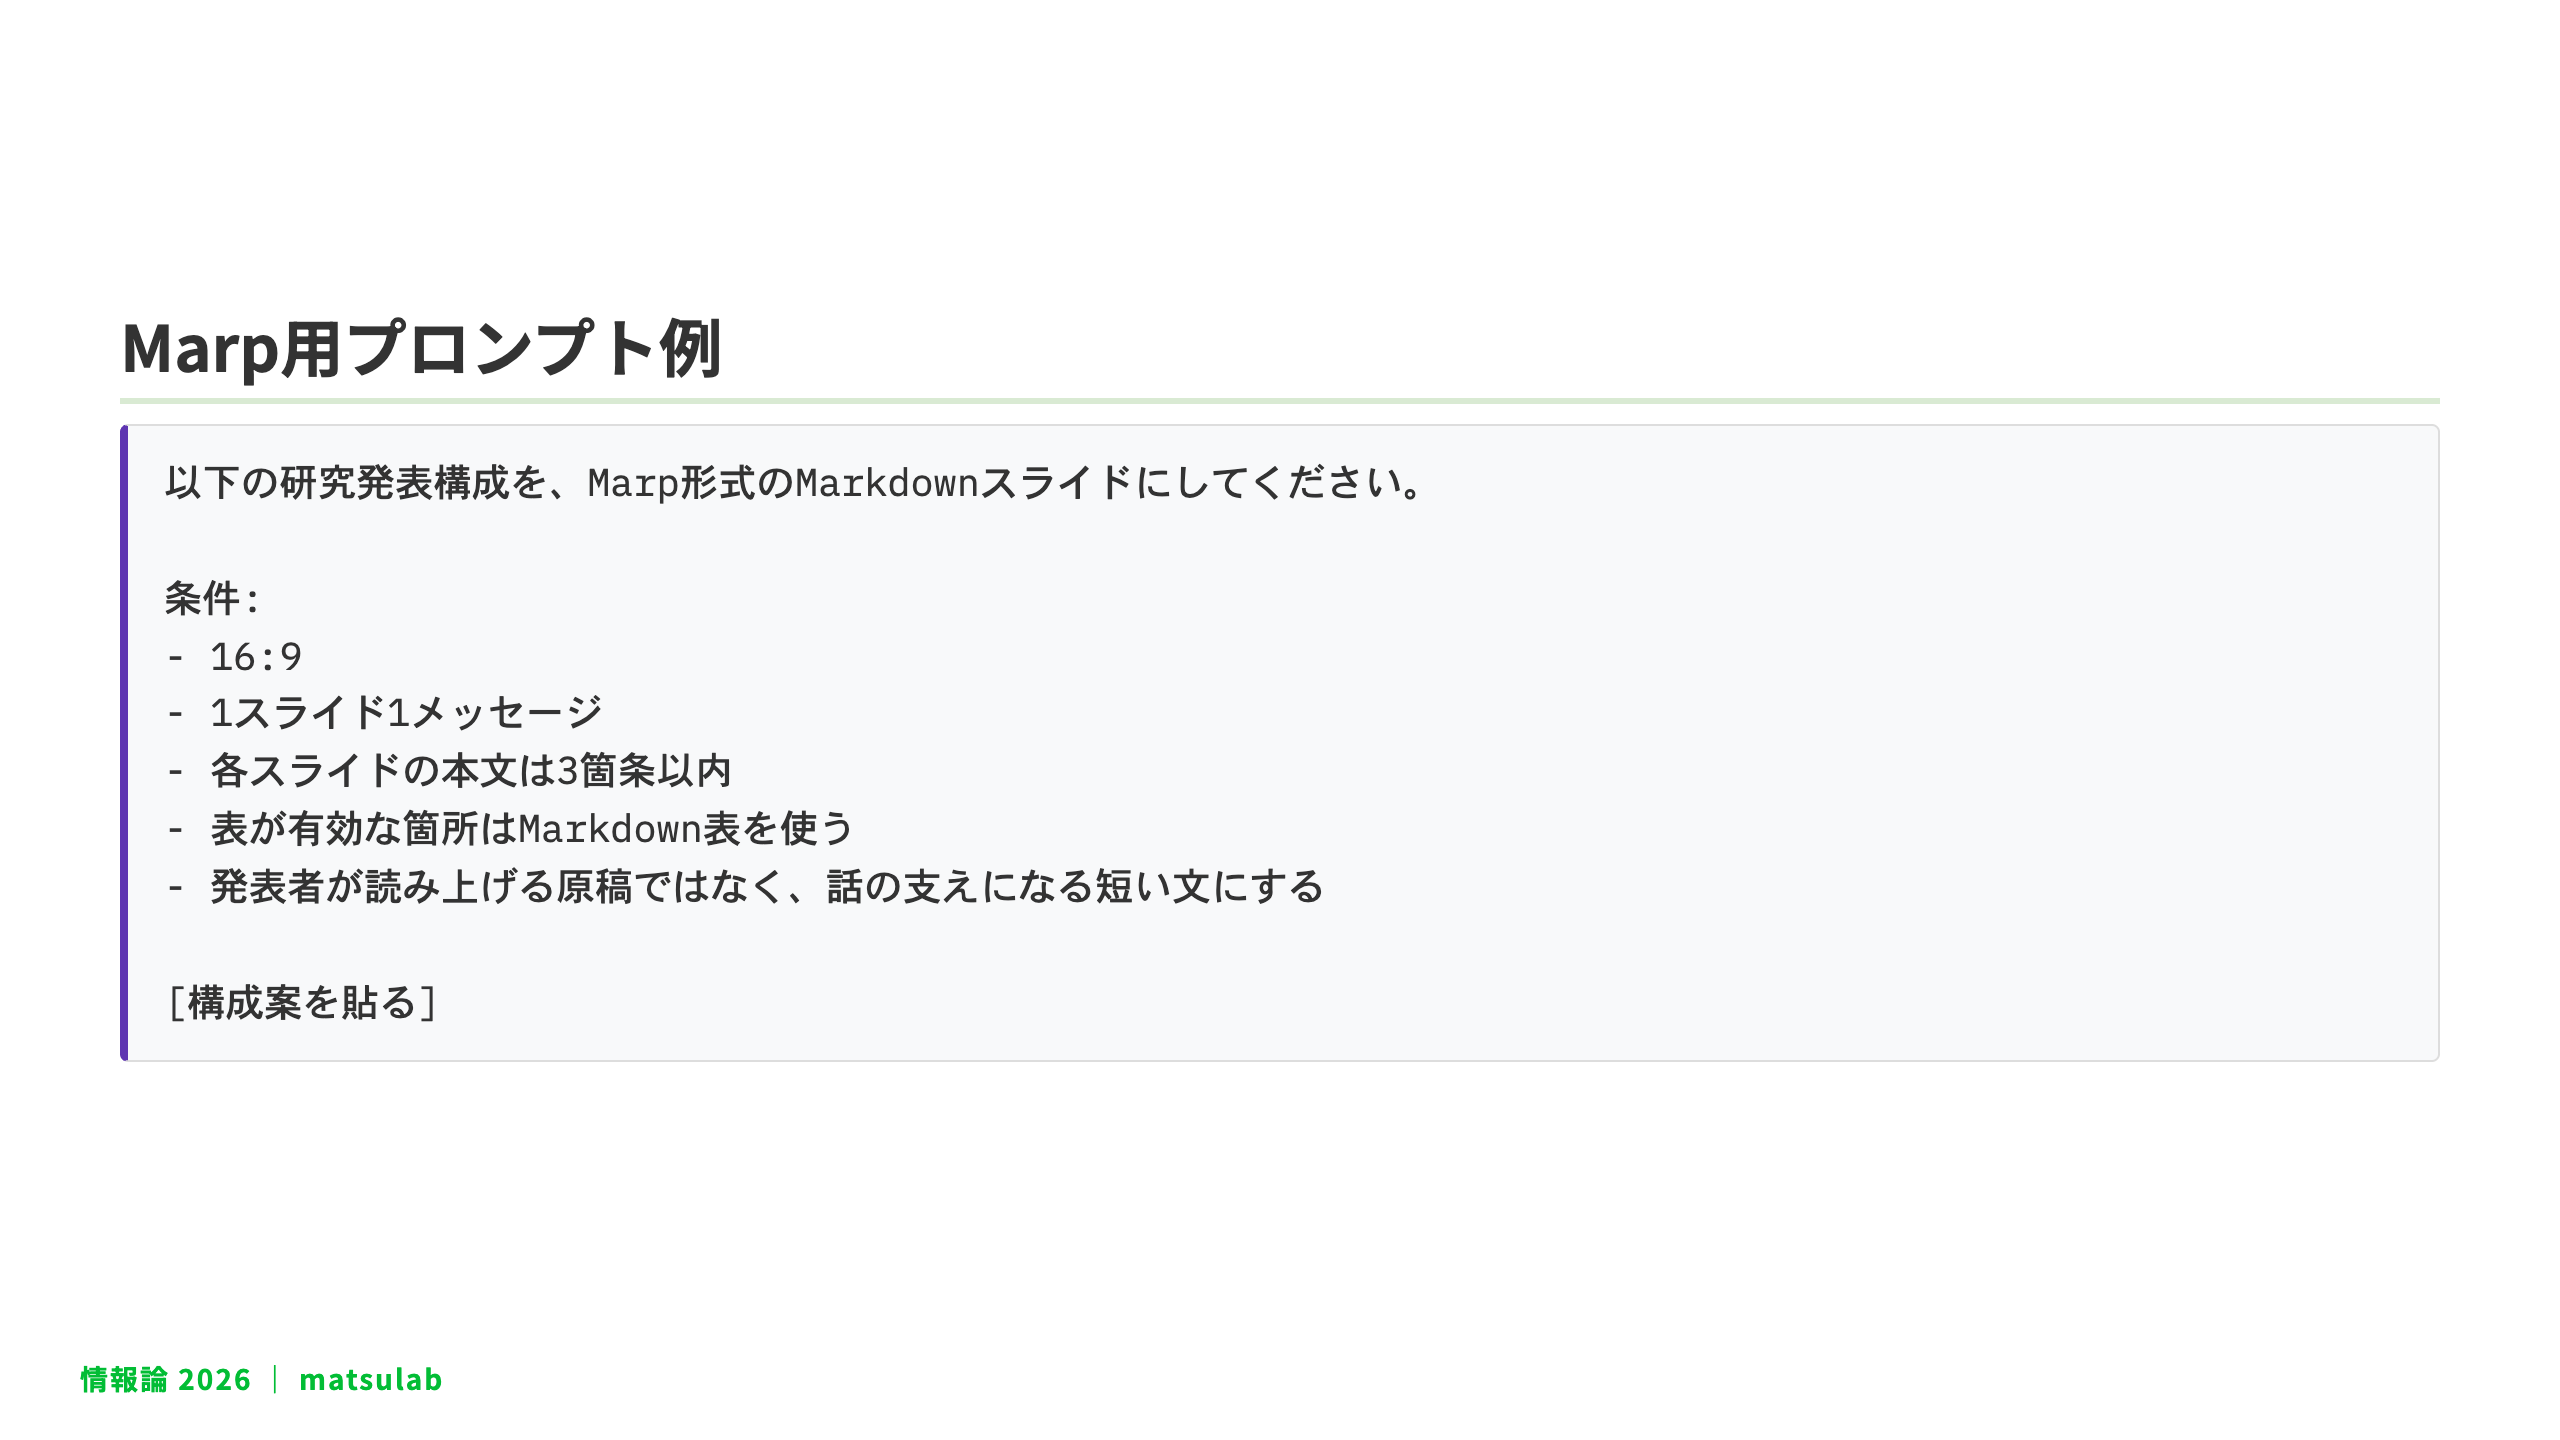 Marp用プロンプト例
以下の研究発表構成を、Marp形式のMarkdownスライドにしてください。
条件:
- 16:9
- 1スライド1メッセージ
- 各スライドの本文は3箇条以内
- 表が有効な箇所はMarkdown表を使う
- 発表者が読み上げる原稿ではなく、話の支えになる短い文にする
[構成案を貼る]
情報論 2026 ｜ matsulab